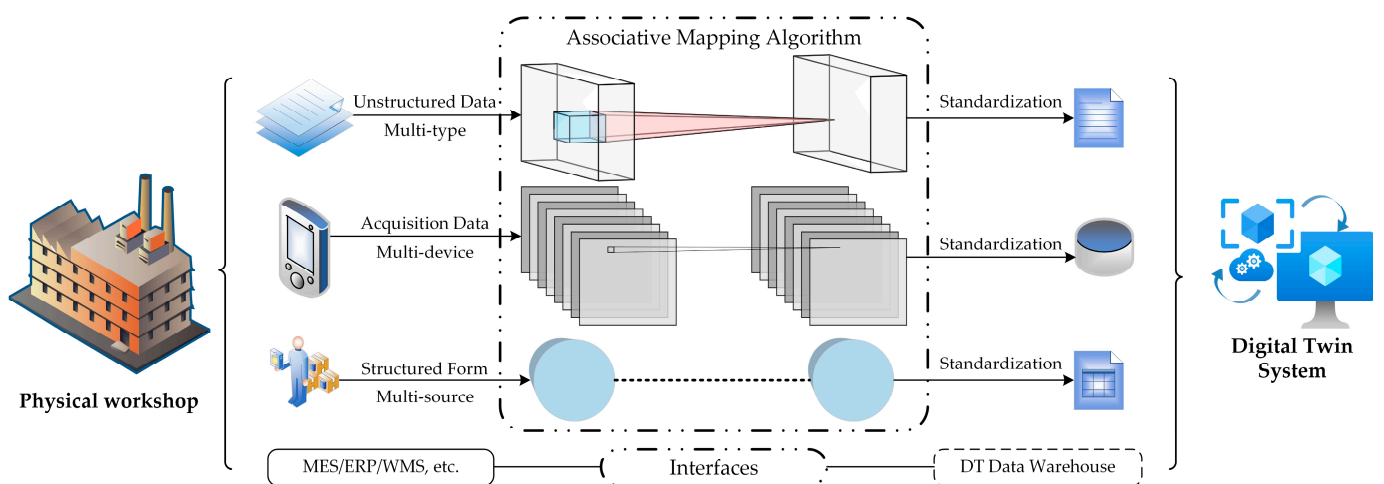 Associative Mapping Algorithm
Unstructured Data
Multi-type
Standardization
Acquisition Data
Multi-device
Standardization
Structured Form
Multi-source
Standardization
Physical workshop
Digital Twin
System
MES/ERP/WMS, etc.
Interfaces
DT Data Warehouse